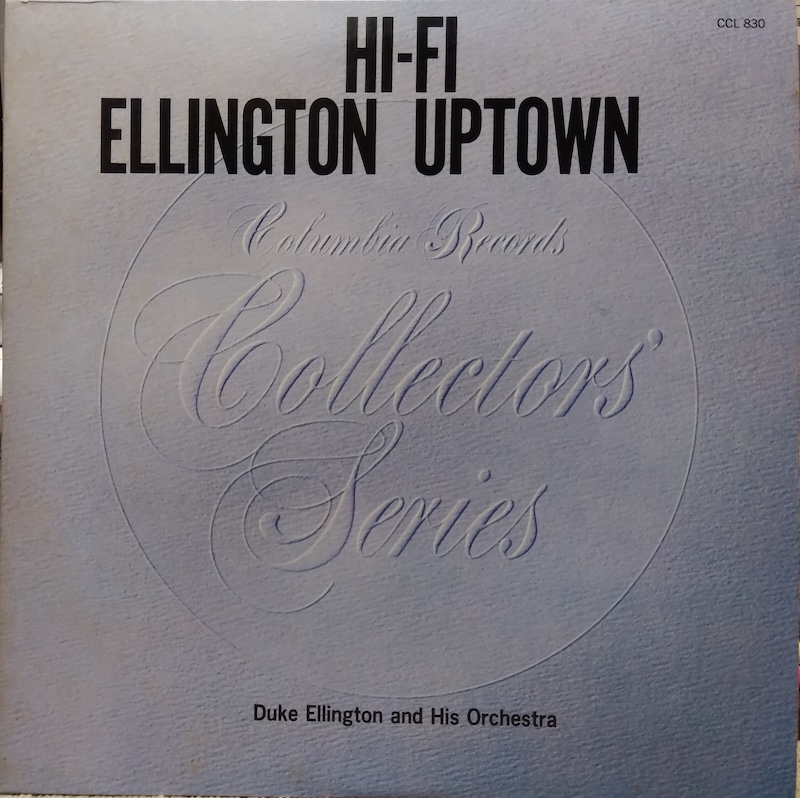 CCL 830
HI-FI
ELLINGTON UPTOWN
Columbia Records
Collectors'
Series
Duke Ellington and His Orchestra